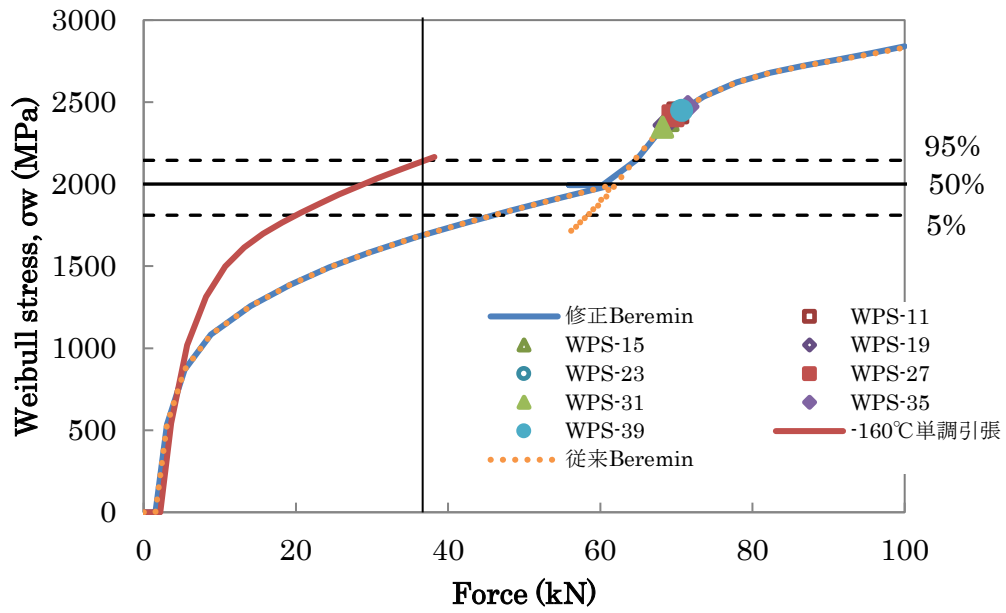 3000
2500
2000
1500
1000
500
0
Weibull stress, σw (MPa)
95%
50%
5%
修正Beremin
WPS-11
WPS-15
WPS-19
WPS-23
WPS-27
WPS-31
WPS-35
WPS-39
-160℃単調引張
従来Beremin
0
20
40
60
80
100
Force (kN)